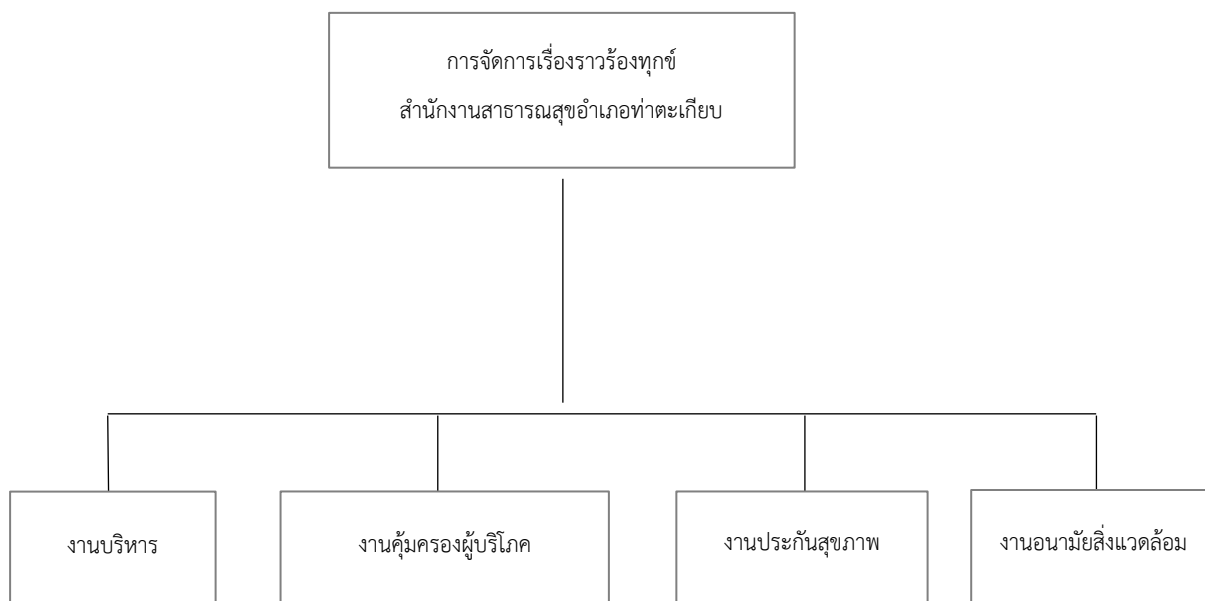 การจัดการเรื่องราวร้องทุกข์
สำนักงานสาธารณสุขอำเภอท่าตะเกียบ
งานบริหาร
งานคุ้มครองผู้บริโภค
งานประกันสุขภาพ
งานอนามัยสิ่งแวดล้อม